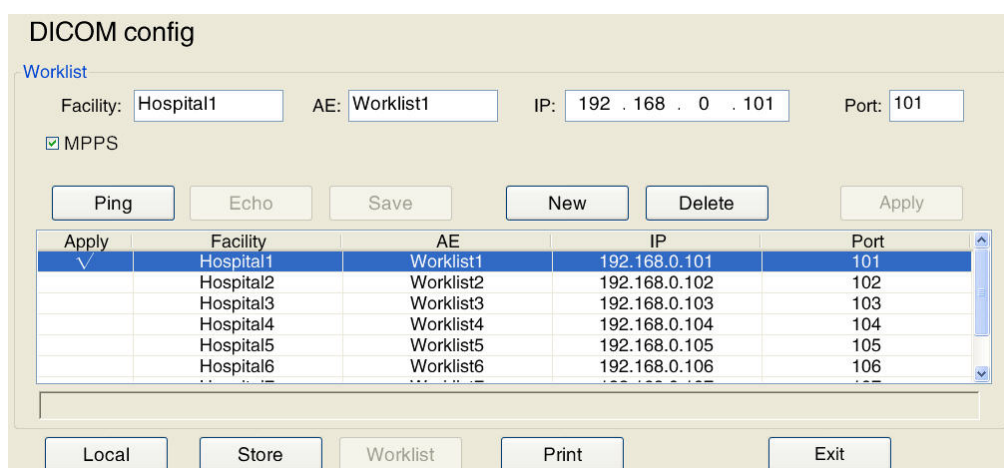 DICOM config
Worklist
Facility: Hospital1 AE: Worklist1 IP: 192 . 168 . 0 . 101 Port: 101
MPPS
Ping Echo Save New Delete Apply
Apply Facility AE IP Port
√ Hospital1 Worklist1 192.168.0.101 101
Hospital2 Worklist2 192.168.0.102 102
Hospital3 Worklist3 192.168.0.103 103
Hospital4 Worklist4 192.168.0.104 104
Hospital5 Worklist5 192.168.0.105 105
Hospital6 Worklist6 192.168.0.106 106
Local Store Worklist Print Exit